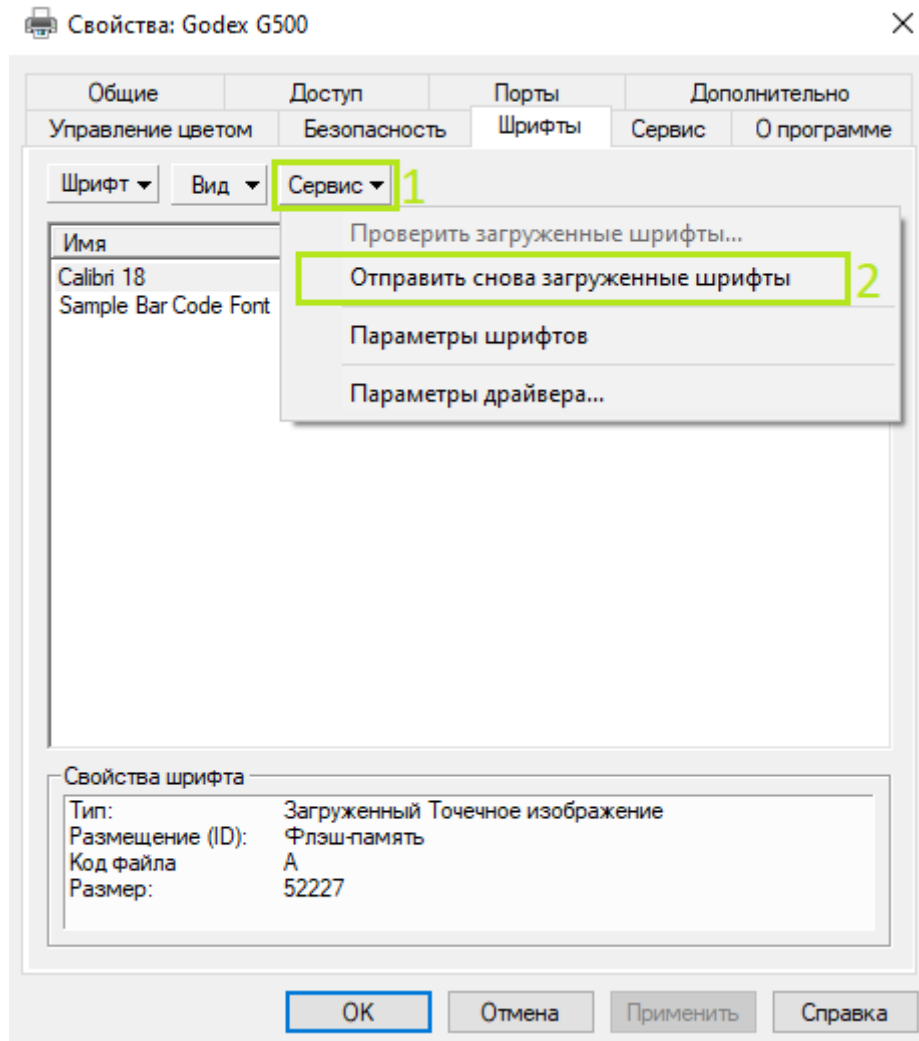 Свойства: Godex G500
Общие Доступ Порты Дополнительно
Управление цветом Безопасность Шрифты Сервис О программе
Шрифт Вид Сервис 1
Имя
Проверить загруженные шрифты...
Calibri 18
Отправить снова загруженные шрифты 2
Sample Bar Code Font
Параметры шрифтов
Параметры драйвера...
Свойства шрифта
Тип: Загруженный Точечное изображение
Размещение (ID): Флэш-память
Код файла A
Размер: 52227
OK Отмена Применить Справка